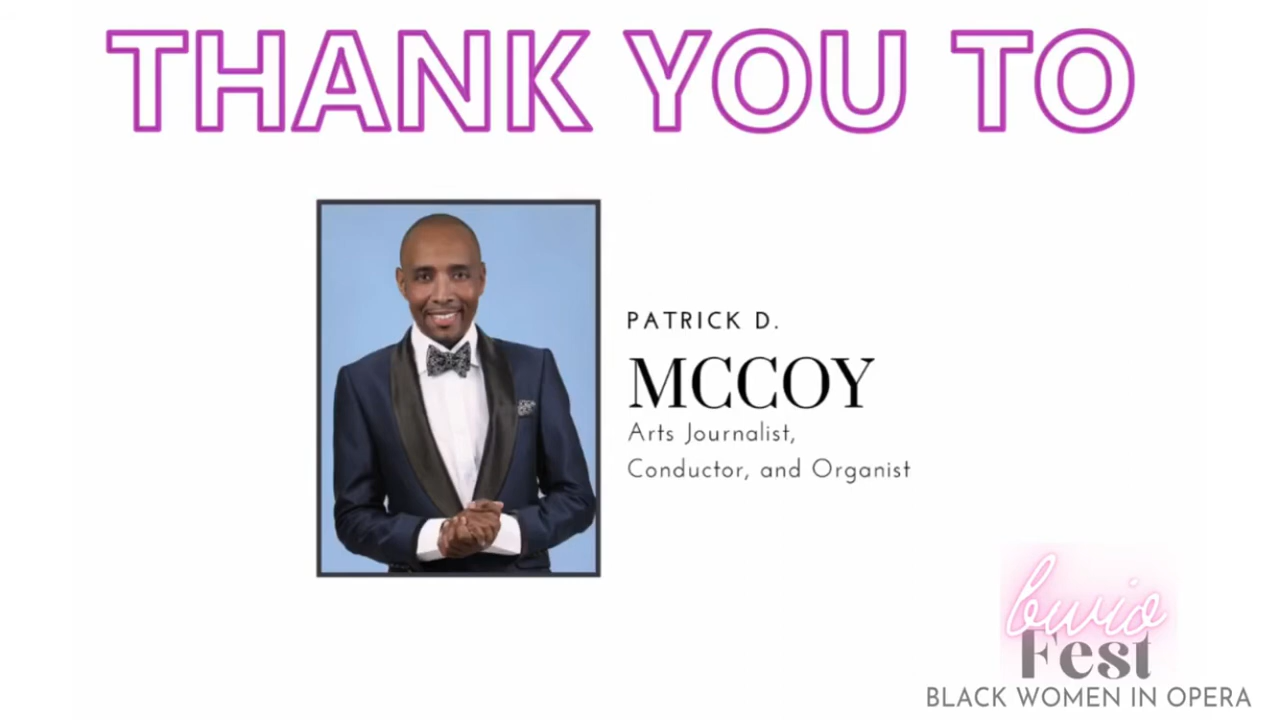 THANK YOU TO
PATRICK D.
MCCOY
Arts Journalist,
Conductor, and Organist
bwio
Fest
BLACK WOMEN IN OPERA